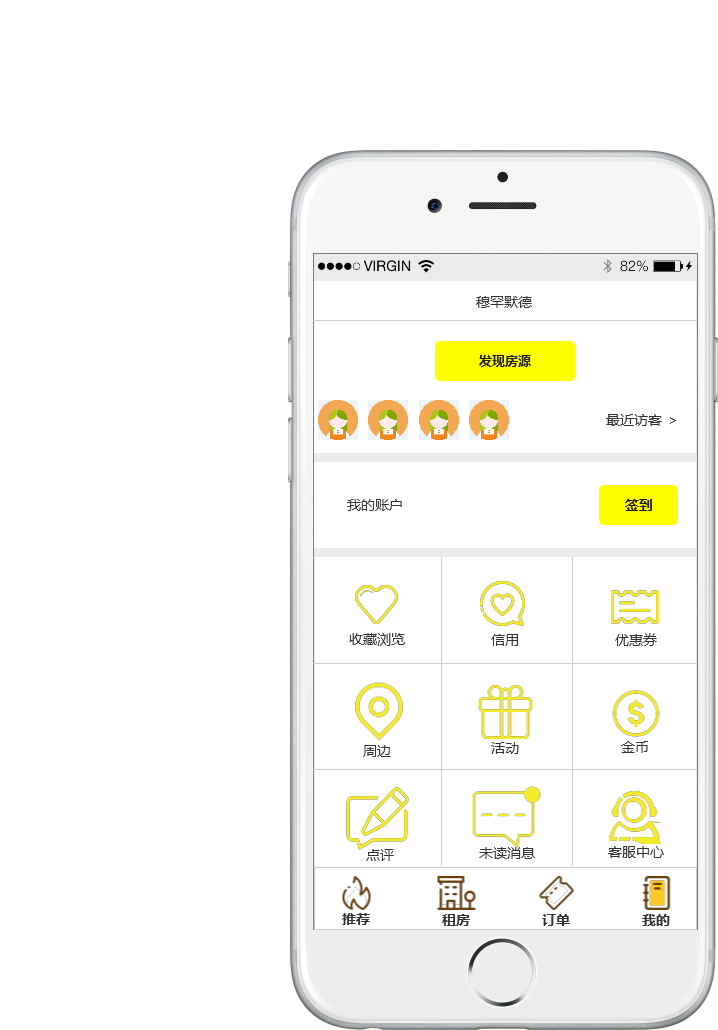 VIRGIN 82%
穆罕默德
发现房源
最近访客 >
我的账户 签到
收藏浏览 信用 优惠券
周边 活动 金币
点评 未读消息 客服中心
推荐 租房 订单 我的